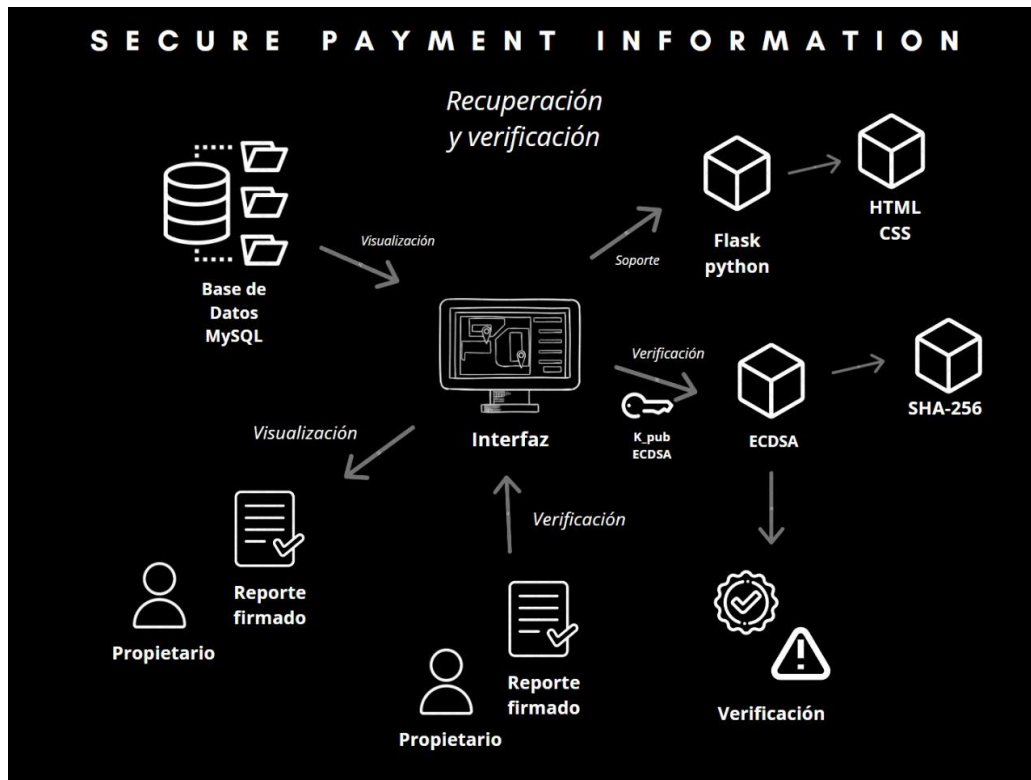 SECURE PAYMENT INFORMATION
Recuperación
y verificación
Base de
Datos
MySQL
Visualización
Soporte
Flask
python
HTML
CSS
Interfaz
Verificación
K_pub
ECDSA
ECDSA
SHA-256
Visualización
Reporte
firmado
Propietario
Verificación
Reporte
firmado
Propietario
Verificación